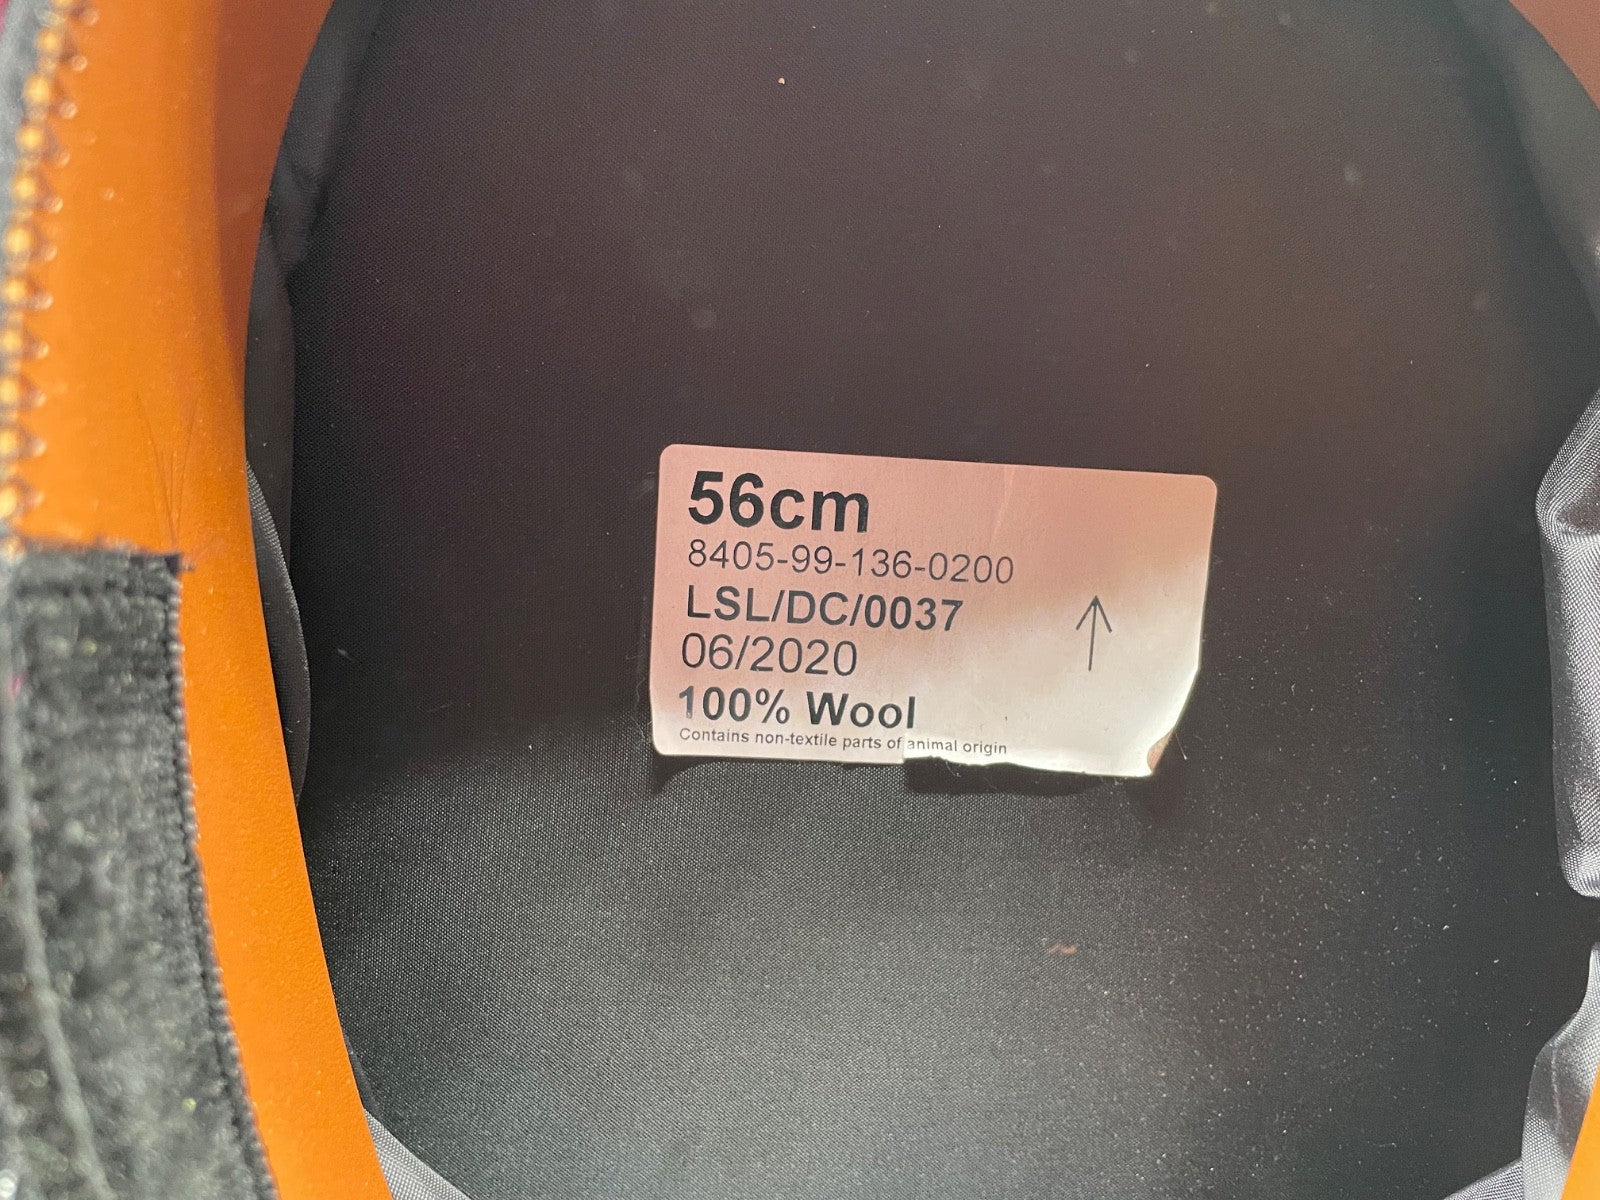 56cm
8405-99-136-0200
LSL/DC/0037
06/2020
100% Wool
Contains non-textile parts of animal origin